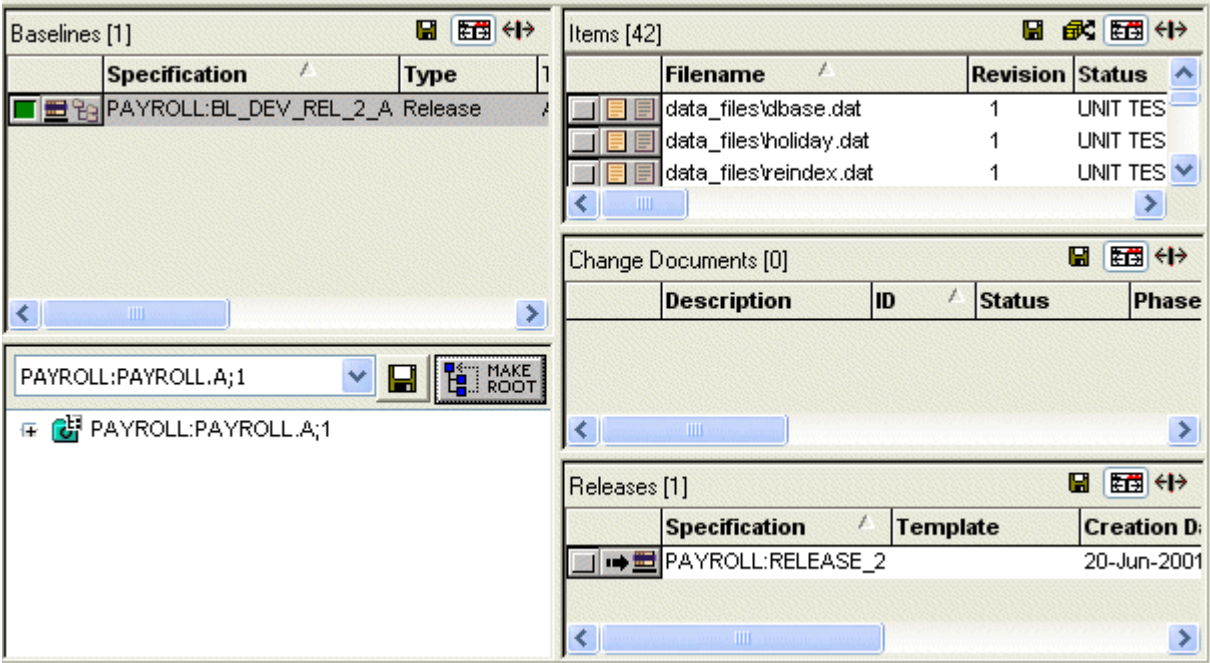 Baselines [1]
Specification Type
PAYROLL:BL_DEV_REL_2_A Release
PAYROLL:PAYROLL.A;1
MAKE
ROOT
PAYROLL:PAYROLL.A;1
Items [42]
Filename Revision Status
data_files\dbase.dat 1 UNIT TES
data_files\holiday.dat 1 UNIT TES
data_files\reindex.dat 1 UNIT TES
Change Documents [0]
Description ID Status Phase
Releases [1]
Specification Template Creation Da
PAYROLL:RELEASE_2 20-Jun-2001